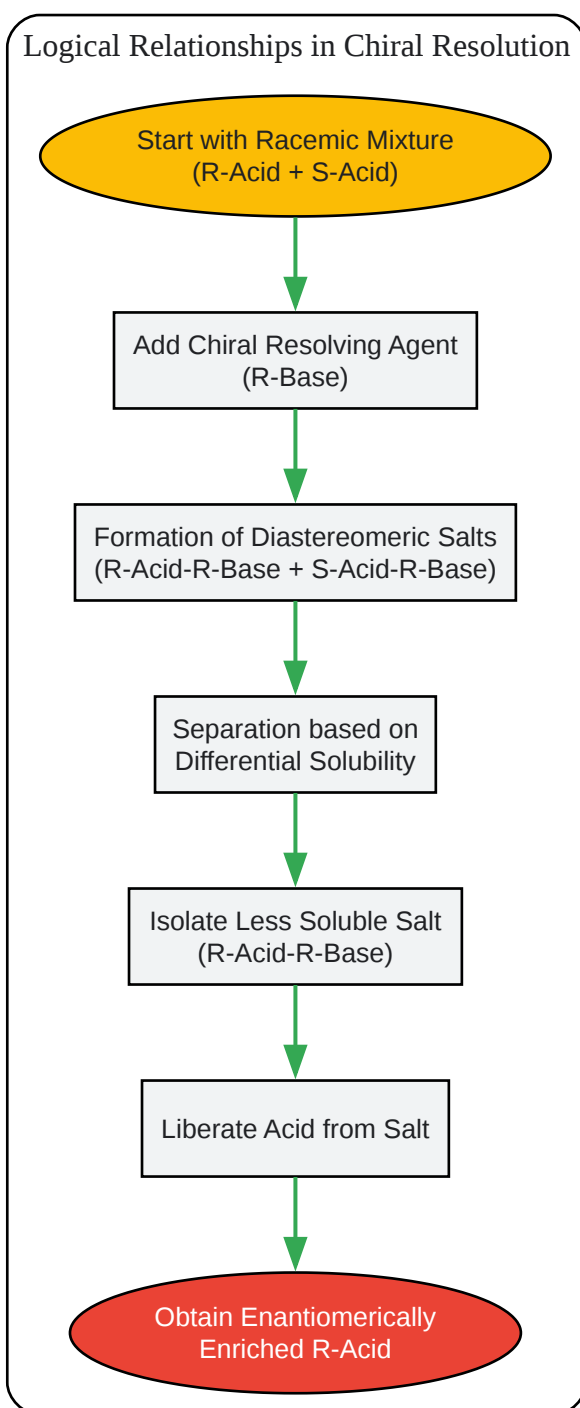 Logical Relationships in Chiral Resolution
Start with Racemic Mixture
(R-Acid + S-Acid)
Add Chiral Resolving Agent
(R-Base)
Formation of Diastereomeric Salts
(R-Acid-R-Base + S-Acid-R-Base)
Separation based on
Differential Solubility
Isolate Less Soluble Salt
(R-Acid-R-Base)
Liberate Acid from Salt
Obtain Enantiomerically
Enriched R-Acid